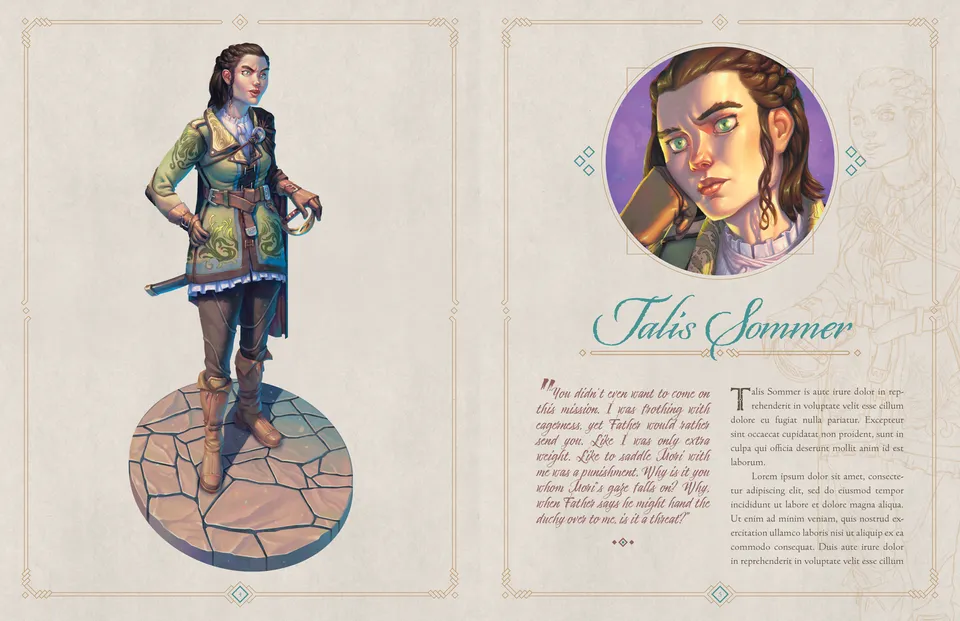 Talis Sommer
"You didn't even want to come on
this mission. I was frothing with
eagerness, yet Father would rather
send you. Like I was only extra
weight. Like to saddle Mori with
me was a punishment. Why is it you
whom Mori's gaze falls on? Why,
when Father says he might hand the
duchy over to me, is it a threat?"
Talis Sommer is aute irure dolor in rep-
rehenderit in voluptate velit esse cillum
dolore eu fugiat nulla pariatur. Excepteur
sint occaecat cupidatat non proident, sunt in
culpa qui officia deserunt mollit anim id est
laborum.
Lorem ipsum dolor sit amet, consecte-
tur adipiscing elit, sed do eiusmod tempor
incididunt ut labore et dolore magna aliqua.
Ut enim ad minim veniam, quis nostrud ex-
ercitation ullamco laboris nisi ut aliquip ex ea
commodo consequat. Duis aute irure dolor
in reprehenderit in voluptate velit esse cillum